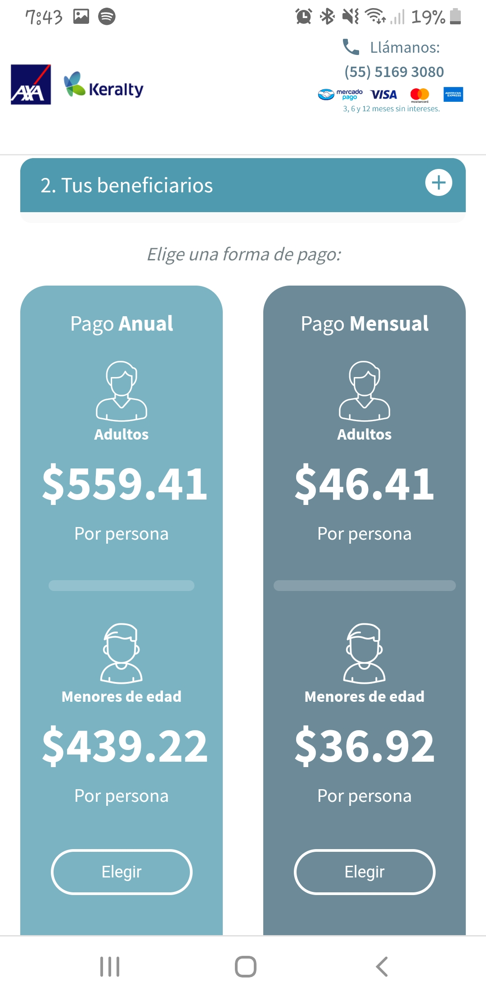 7:43
19%
Llámanos:
(55) 5169 3080
AXA
Keralty
mercado
pago
VISA
mastercard.
AMERICAN
EXPRESS
3, 6 y 12 meses sin intereses.
2. Tus beneficiarios
Elige una forma de pago:
Pago Anual
Adultos
$559.41
Por persona
Menores de edad
$439.22
Por persona
Elegir
Pago Mensual
Adultos
$46.41
Por persona
Menores de edad
$36.92
Por persona
Elegir